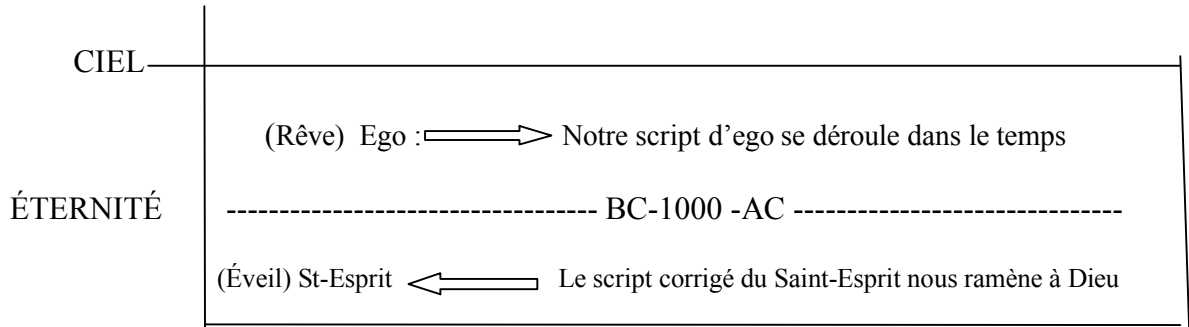 CIEL
(Rêve) Ego : Notre script d’ego se déroule dans le temps
ÉTERNITÉ ---------------------------------- BC-1000 -AC ------------------------------
(Éveil) St-Esprit Le script corrigé du Saint-Esprit nous ramène à Dieu